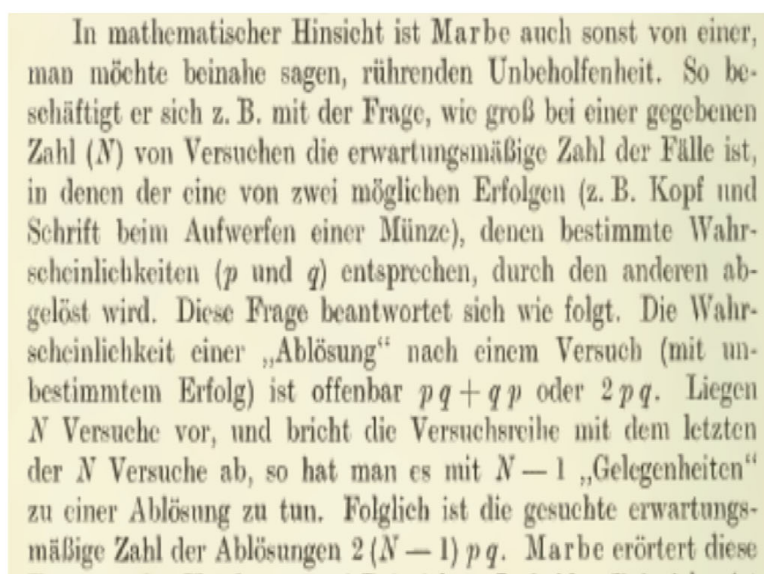 In mathematischer Hinsicht ist Marbe auch sonst von einer,
man möchte beinahe sagen, rührenden Unbeholfenheit. So be-
schäftigt er sich z. B. mit der Frage, wie groß bei einer gegebenen
Zahl (N) von Versuchen die erwartungsmäßige Zahl der Fälle ist,
in denen der eine von zwei möglichen Erfolgen (z. B. Kopf und
Schrift beim Aufwerfen einer Münze), denen bestimmte Wahr-
scheinlichkeiten (p und q) entsprechen, durch den anderen ab-
gelöst wird. Diese Frage beantwortet sich wie folgt. Die Wahr-
scheinlichkeit einer „Ablösung“ nach einem Versuch (mit un-
bestimmtem Erfolg) ist offenbar p q + q p oder 2 p q. Liegen
N Versuche vor, und bricht die Versuchsreihe mit dem letzten
der N Versuche ab, so hat man es mit N — 1 „Gelegenheiten“
zu einer Ablösung zu tun. Folglich ist die gesuchte erwartungs-
mäßige Zahl der Ablösungen 2 (N — 1) p q. Marbe erörtert diese